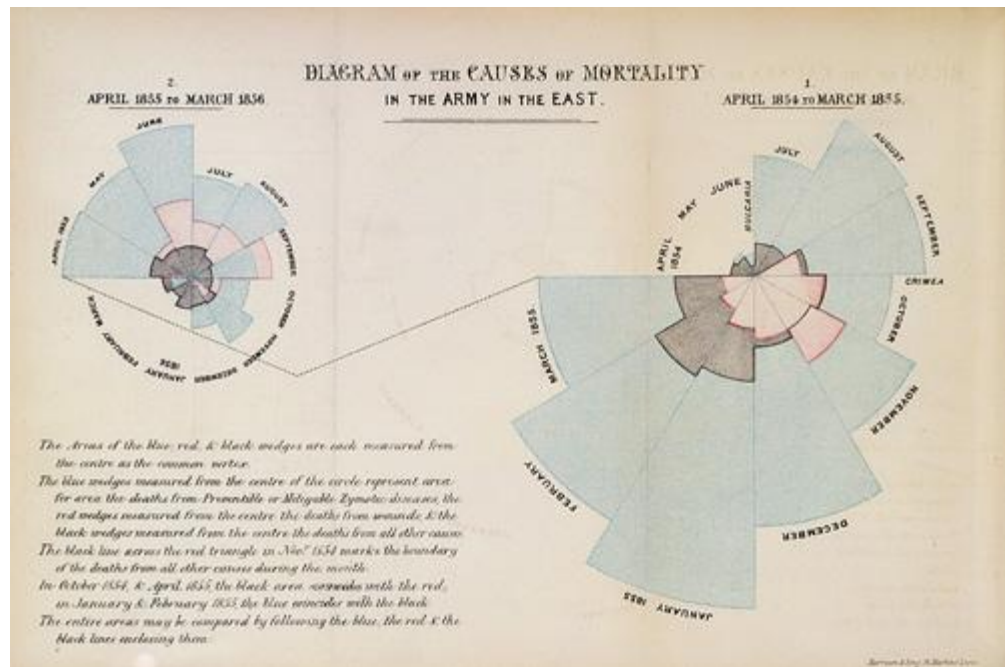 DIAGRAM OF THE CAUSES OF MORTALITY
IN THE ARMY IN THE EAST.
2.
APRIL 1855 TO MARCH 1856.
1.
APRIL 1854 TO MARCH 1855.
APRIL 1855
MAY
JUNE
JULY
AUGUST
SEPTEMBER
OCTOBER
NOVEMBER
DECEMBER
JANUARY
1856
FEBRUARY
MARCH
APRIL
1854
MAY
JUNE
JULY
AUGUST
SEPTEMBER
OCTOBER
NOVEMBER
DECEMBER
JANUARY 1855
FEBRUARY
MARCH 1855.
BULGARIA
CRIMEA
The Areas of the blue, red, & black wedges are each measured from
the centre as the common vertex.
The blue wedges measured from the centre of the circle represent area
for area the deaths from Preventible or Mitigable Zymotic diseases, the
red wedges measured from the centre the deaths from wounds, & the
black wedges measured from the centre the deaths from all other causes.
The black line across the red triangle in Novr. 1854 marks the boundary
of the deaths from all other causes during the month.
In October 1854, & April 1855, the black area coincides with the red,
in January & February 1855, the blue coincides with the black.
The entire areas may be compared by following the blue, the red & the
black lines enclosing them.